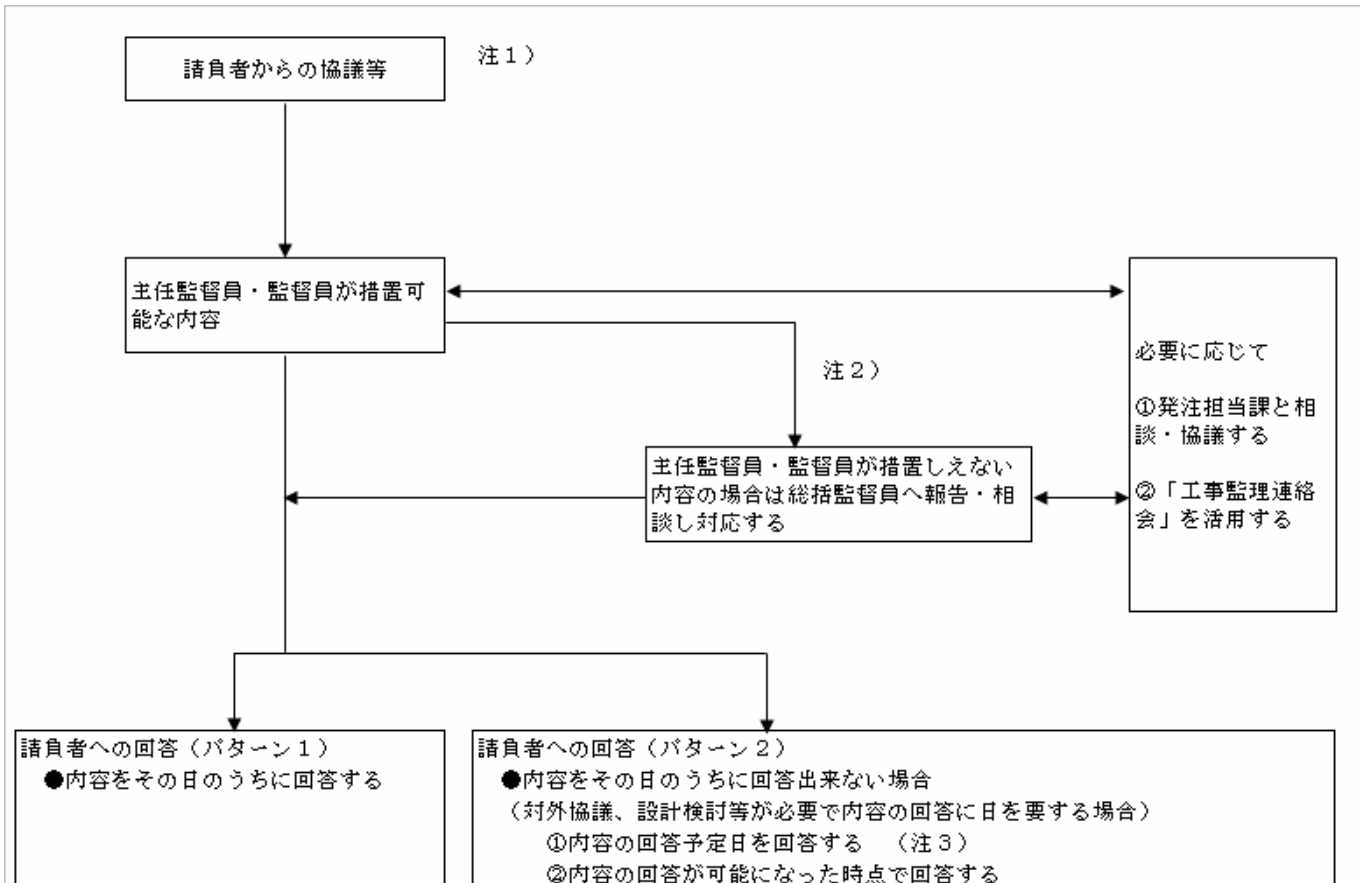 請負者からの協議等
注１）
主任監督員・監督員が措置可
能な内容
注２）
主任監督員・監督員が措置しえない
内容の場合は総括監督員へ報告・相
談し対応する
必要に応じて
①発注担当課と相
談・協議する
②「工事監理連絡
会」を活用する
請負者への回答（パターン１）
●内容をその日のうちに回答する
請負者への回答（パターン２）
●内容をその日のうちに回答出来ない場合
（対外協議、設計検討等が必要で内容の回答に日を要する場合）
①内容の回答予定日を回答する　（注３）
②内容の回答が可能になった時点で回答する